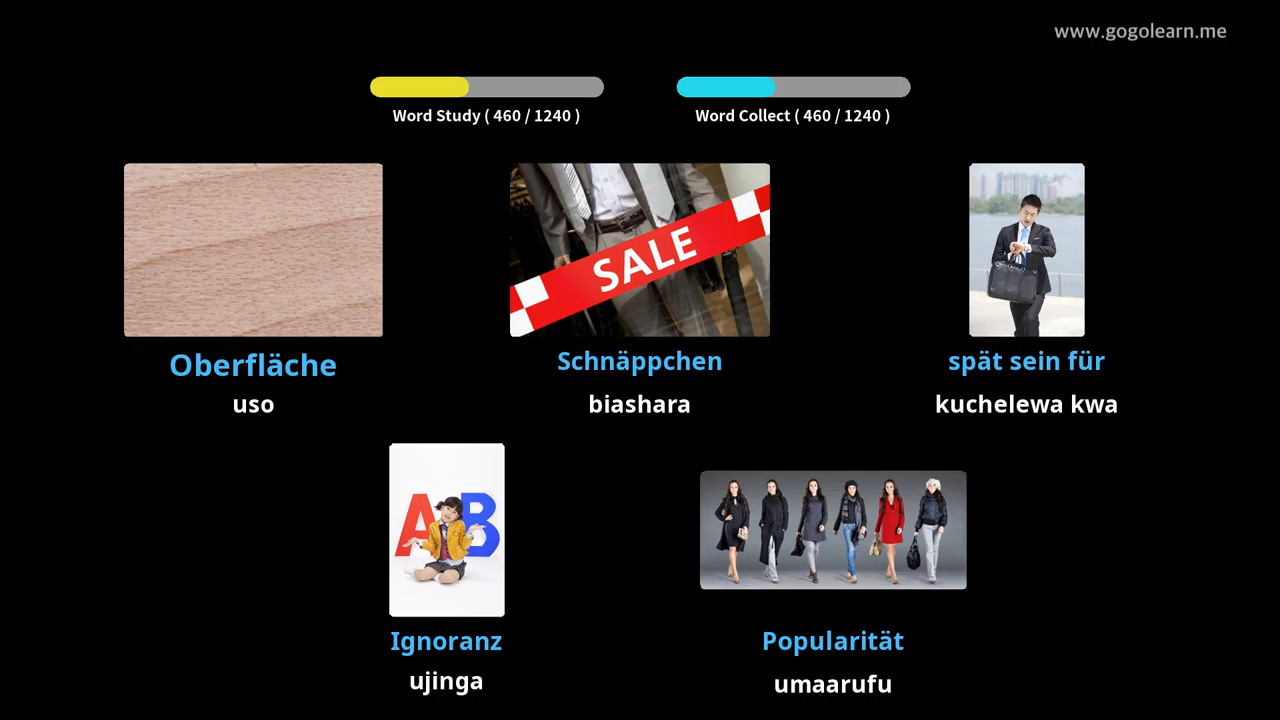 www.gogolearn.me
Word Study ( 460 / 1240 )
Word Collect ( 460 / 1240 )
SALE
Oberfläche
uso
Schnäppchen
biashara
spät sein für
kuchelewa kwa
A B
Ignoranz
ujinga
Popularität
umaarufu